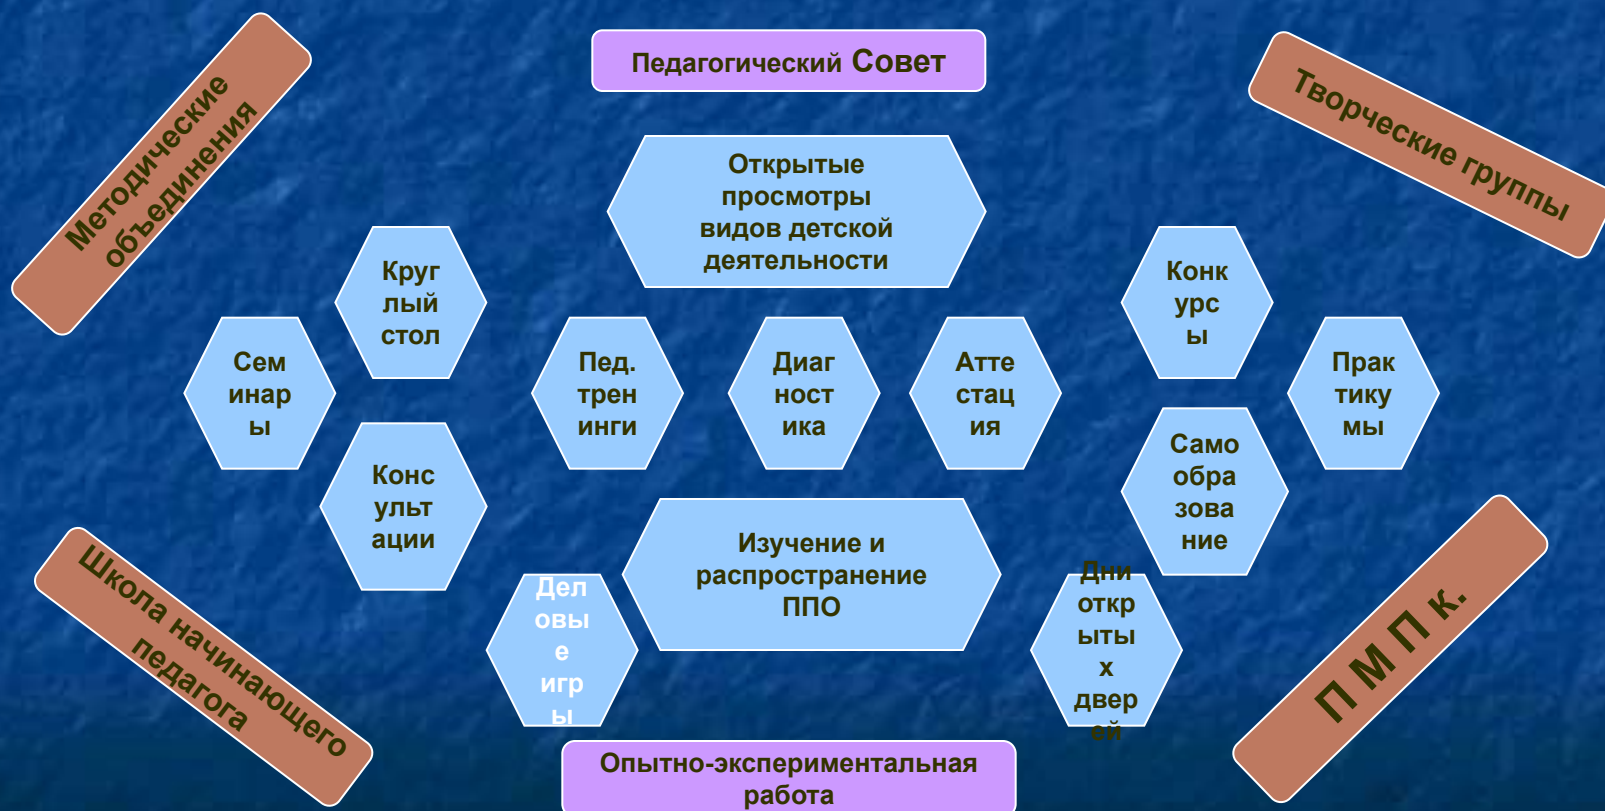 Педагогический Совет
Методические
объединения
Творческие группы
Открытые
просмотры
видов детской
деятельности
Круг
лый
стол
Конк
урс
ы
Сем
инар
ы
Пед.
трен
инги
Диаг
ност
ика
Атте
стац
ия
Прак
тику
мы
Конс
ульт
ации
Само
обра
зова
ние
Изучение и
распространение
ППО
Школа начинающего
педагога
Дел
овы
е
игр
ы
Дни
откр
ыты
х
двер
ей
П М П к.
Опытно-экспериментальная
работа